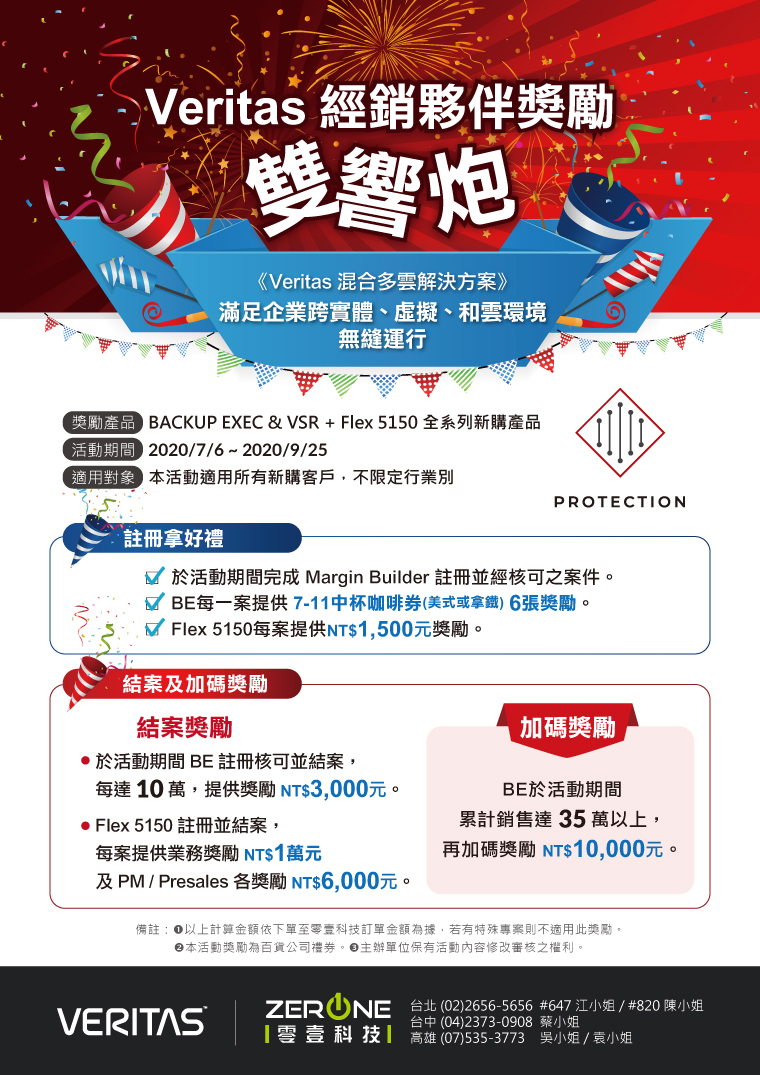 Veritas 經銷夥伴獎勵
雙響炮
《Veritas 混合多雲解決方案》
滿足企業跨實體、虛擬、和雲環境
無縫運行
獎勵產品 BACKUP EXEC & VSR + Flex 5150 全系列新購產品
活動期間 2020/7/6 ~ 2020/9/25
適用對象 本活動適用所有新購客戶，不限定行業別
PROTECTION
註冊拿好禮
於活動期間完成 Margin Builder 註冊並經核可之案件。
BE每一案提供 7-11中杯咖啡券(美式或拿鐵) 6張獎勵。
Flex 5150每案提供NT$1,500元獎勵。
結案及加碼獎勵
結案獎勵
• 於活動期間 BE 註冊核可並結案，
每達 10 萬，提供獎勵 NT$3,000元。
• Flex 5150 註冊並結案，
每案提供業務獎勵 NT$1萬元
及 PM / Presales 各獎勵 NT$6,000元。
加碼獎勵
BE於活動期間
累計銷售達 35 萬以上，
再加碼獎勵 NT$10,000元。
備註：❶以上計算金額依下單至零壹科技訂單金額為據，若有特殊專案則不適用此獎勵。
❷本活動獎勵為百貨公司禮券。❸主辦單位保有活動內容修改審核之權利。
VERITAS™
ZERONE
零壹科技
台北 (02)2656-5656 #647 江小姐 / #820 陳小姐
台中 (04)2373-0908 蔡小姐
高雄 (07)535-3773 吳小姐 / 袁小姐